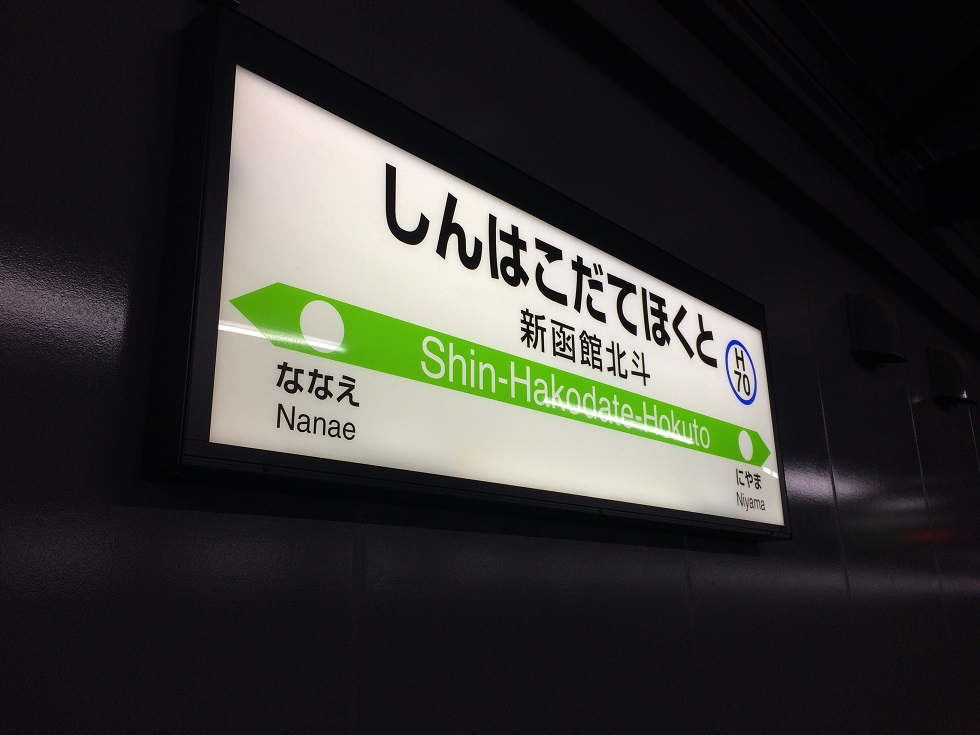 しんはこだてほくと
新函館北斗
H
70
Shin-Hakodate-Hokuto
ななえ
Nanae
にやま
Niyama